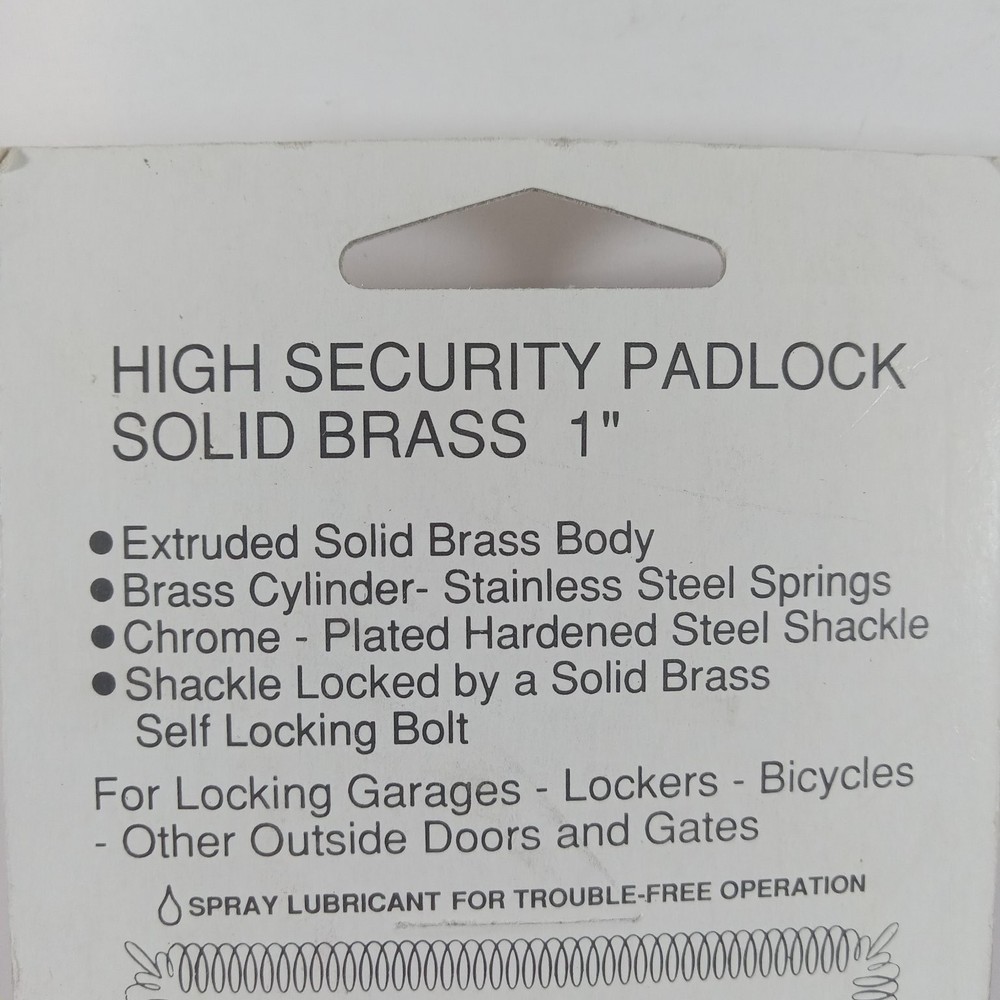 HIGH SECURITY PADLOCK
SOLID BRASS 1"
● Extruded Solid Brass Body
● Brass Cylinder- Stainless Steel Springs
● Chrome - Plated Hardened Steel Shackle
● Shackle Locked by a Solid Brass
Self Locking Bolt
For Locking Garages - Lockers - Bicycles
- Other Outside Doors and Gates
SPRAY LUBRICANT FOR TROUBLE-FREE OPERATION